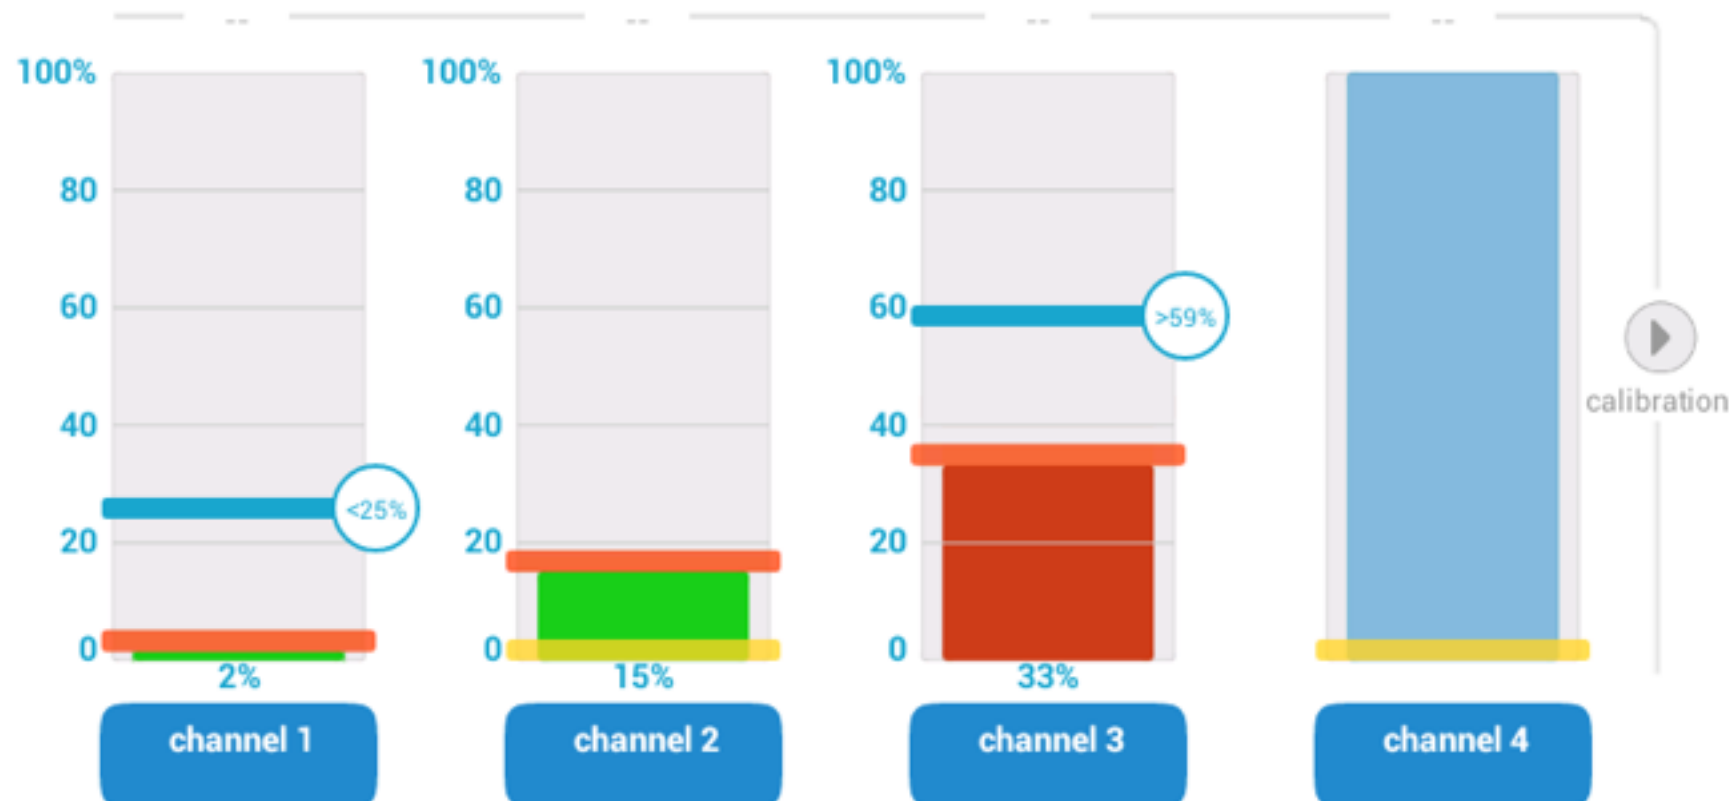 -- -- -- --
100% 100% 100%
80 80 80
60 60 >59% 60
calibration
40 40 40
<25%
20 20 20
0 0 0
2% 15% 33%
channel 1 channel 2 channel 3 channel 4